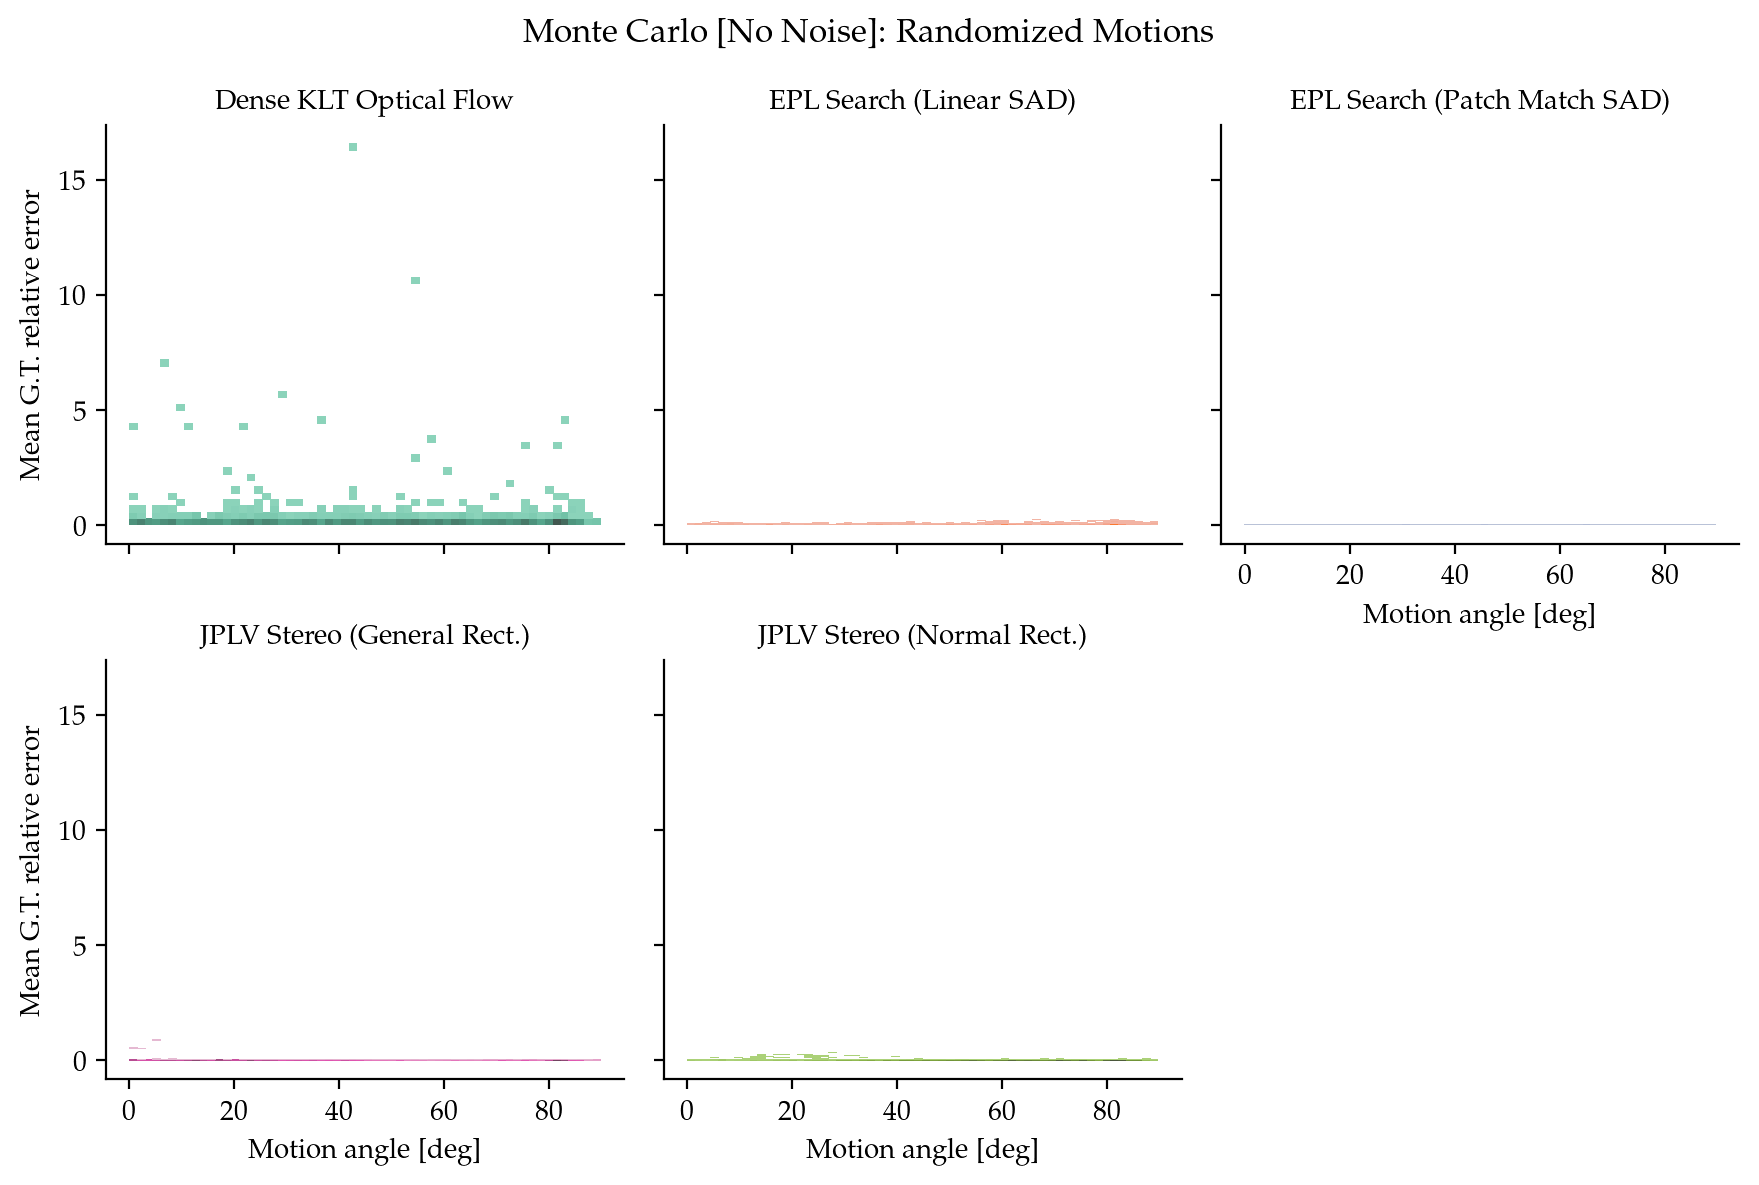 Monte Carlo [No Noise]: Randomized Motions
Dense KLT Optical Flow
EPL Search (Linear SAD)
EPL Search (Patch Match SAD)
Mean G.T. relative error
15
10
5
0
0 20 40 60 80
Motion angle [deg]
JPLV Stereo (General Rect.)
JPLV Stereo (Normal Rect.)
Mean G.T. relative error
15
10
5
0
0 20 40 60 80
Motion angle [deg]
0 20 40 60 80
Motion angle [deg]